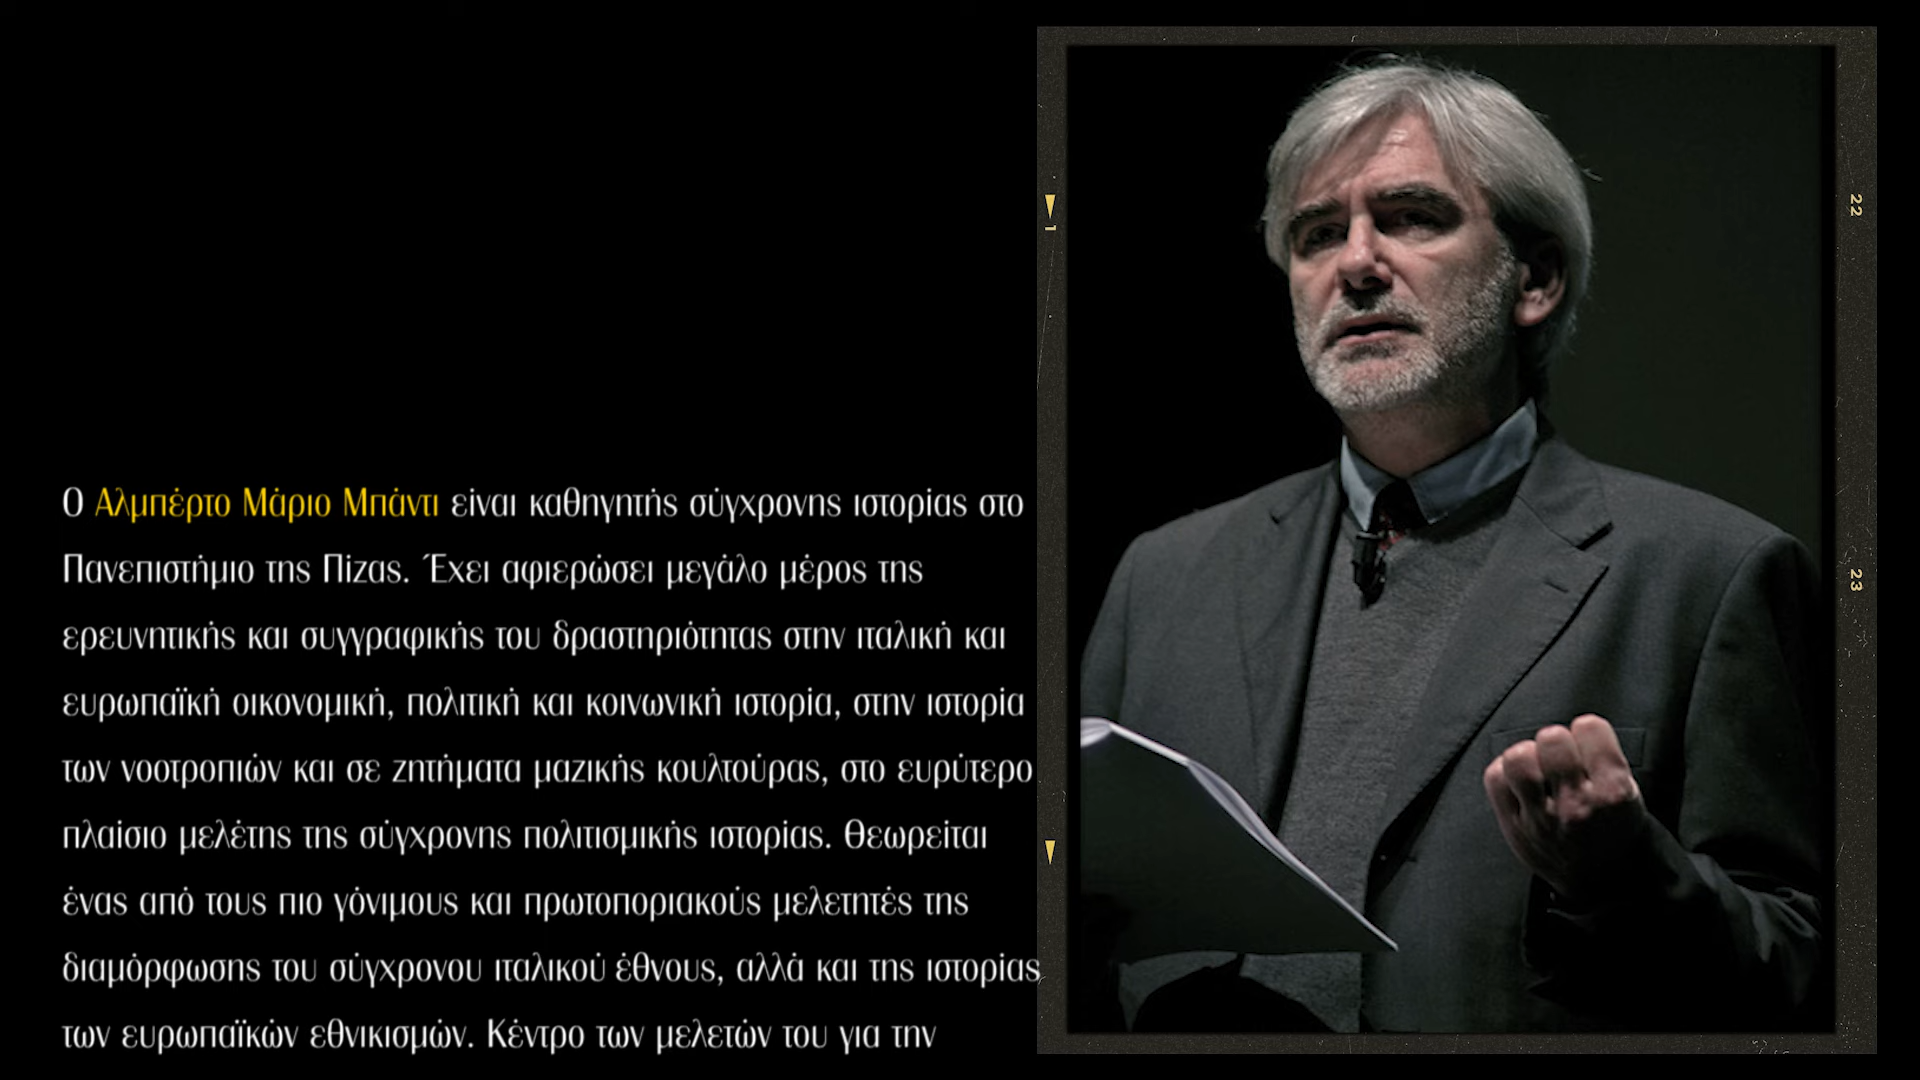 Ο Αλμπέρτο Μάριο Μπάντι είναι καθηγητής σύγχρονης ιστορίας στο
Πανεπιστήμιο της Πίζας. Έχει αφιερώσει μεγάλο μέρος της
ερευνητικής και συγγραφικής του δραστηριότητας στην ιταλική και
ευρωπαϊκή οικονομική, πολιτική και κοινωνική ιστορία, στην ιστορία
των νοοτροπιών και σε ζητήματα μαζικής κουλτούρας, στο ευρύτερο
πλαίσιο μελέτης της σύγχρονης πολιτισμικής ιστορίας. Θεωρείται
ένας από τους πιο γόνιμους και πρωτοποριακούς μελετητές της
διαμόρφωσης του σύγχρονου ιταλικού έθνους, αλλά και της ιστορίας
των ευρωπαϊκών εθνικισμών. Κέντρο των μελετών του για την
1
22
23